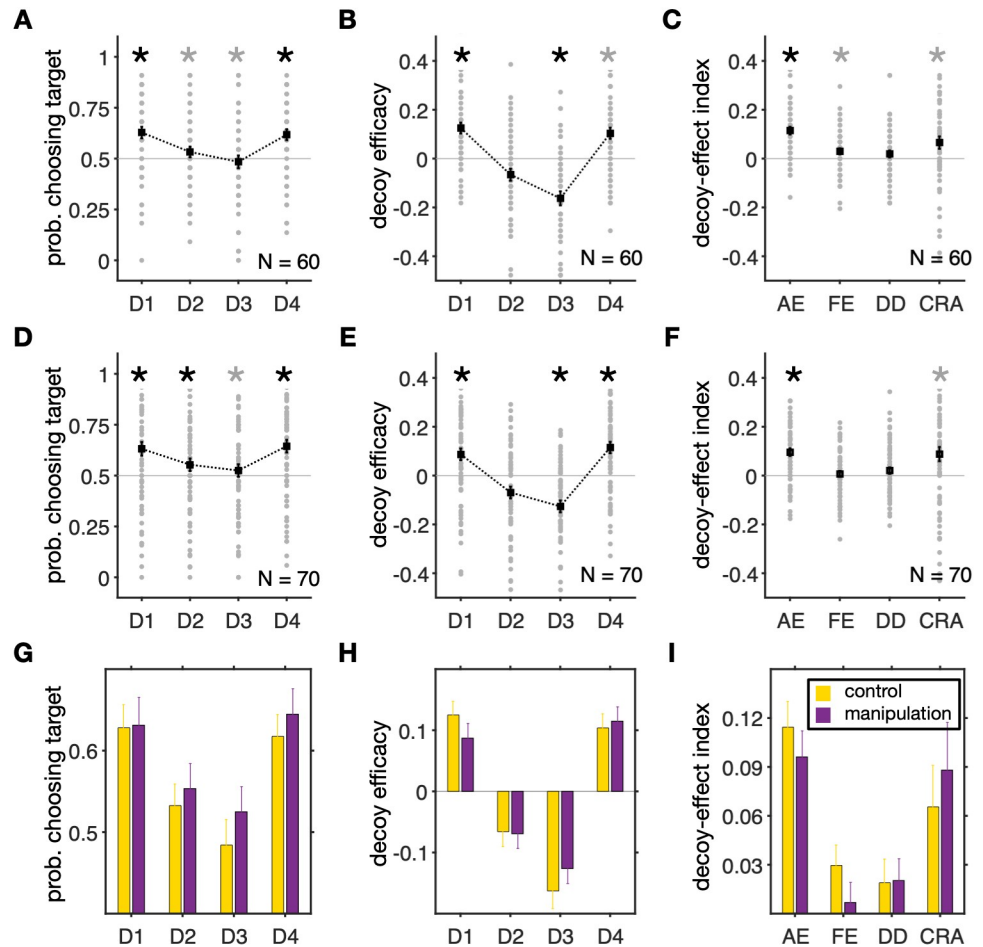 A
prob. choosing target
1
0.75
0.5
0.25
0
* * * *
N = 60
D1 D2 D3 D4
B
decoy efficacy
0.4
0.2
0
-0.2
-0.4
* * *
N = 60
D1 D2 D3 D4
C
decoy-effect index
0.4
0.2
0
-0.2
-0.4
* * *
N = 60
AE FE DD CRA
D
prob. choosing target
1
0.75
0.5
0.25
0
* * * *
N = 70
D1 D2 D3 D4
E
decoy efficacy
0.4
0.2
0
-0.2
-0.4
* * *
N = 70
D1 D2 D3 D4
F
decoy-effect index
0.4
0.2
0
-0.2
-0.4
* *
N = 70
AE FE DD CRA
G
prob. choosing target
0.6
0.5
D1 D2 D3 D4
H
decoy efficacy
0.1
0
-0.1
D1 D2 D3 D4
I
decoy-effect index
0.12
0.09
0.06
0.03
control
manipulation
AE FE DD CRA